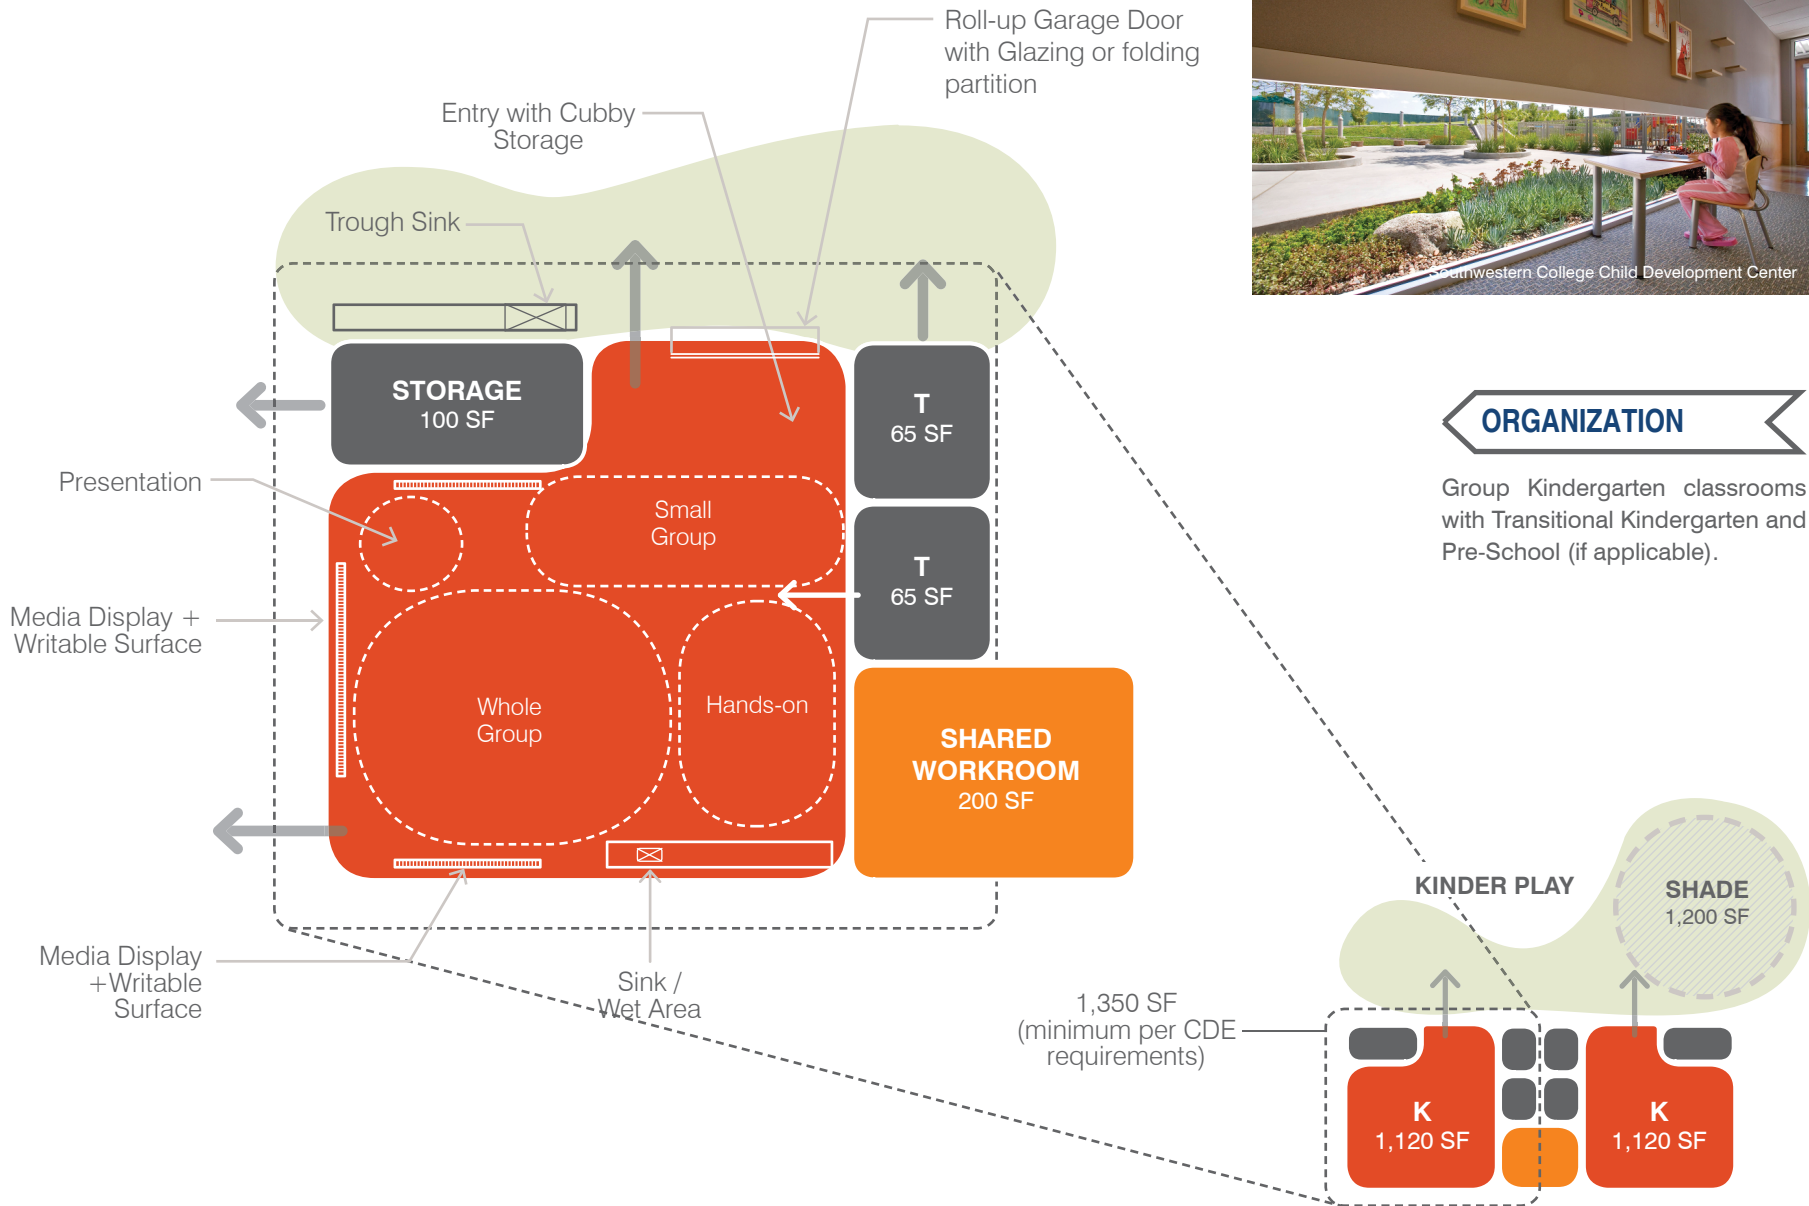 Roll-up Garage Door
with Glazing or folding
partition
Entry with Cubby
Storage
Trough Sink
Southwestern College Child Development Center
STORAGE
100 SF
T
65 SF
ORGANIZATION
Group Kindergarten classrooms
with Transitional Kindergarten and
Pre-School (if applicable).
Presentation
Small
Group
T
65 SF
Media Display +
Writable Surface
Whole
Group
Hands-on
SHARED
WORKROOM
200 SF
KINDER PLAY
SHADE
1,200 SF
Media Display
+Writable
Surface
Sink /
Wet Area
1,350 SF
(minimum per CDE
requirements)
K
1,120 SF
K
1,120 SF